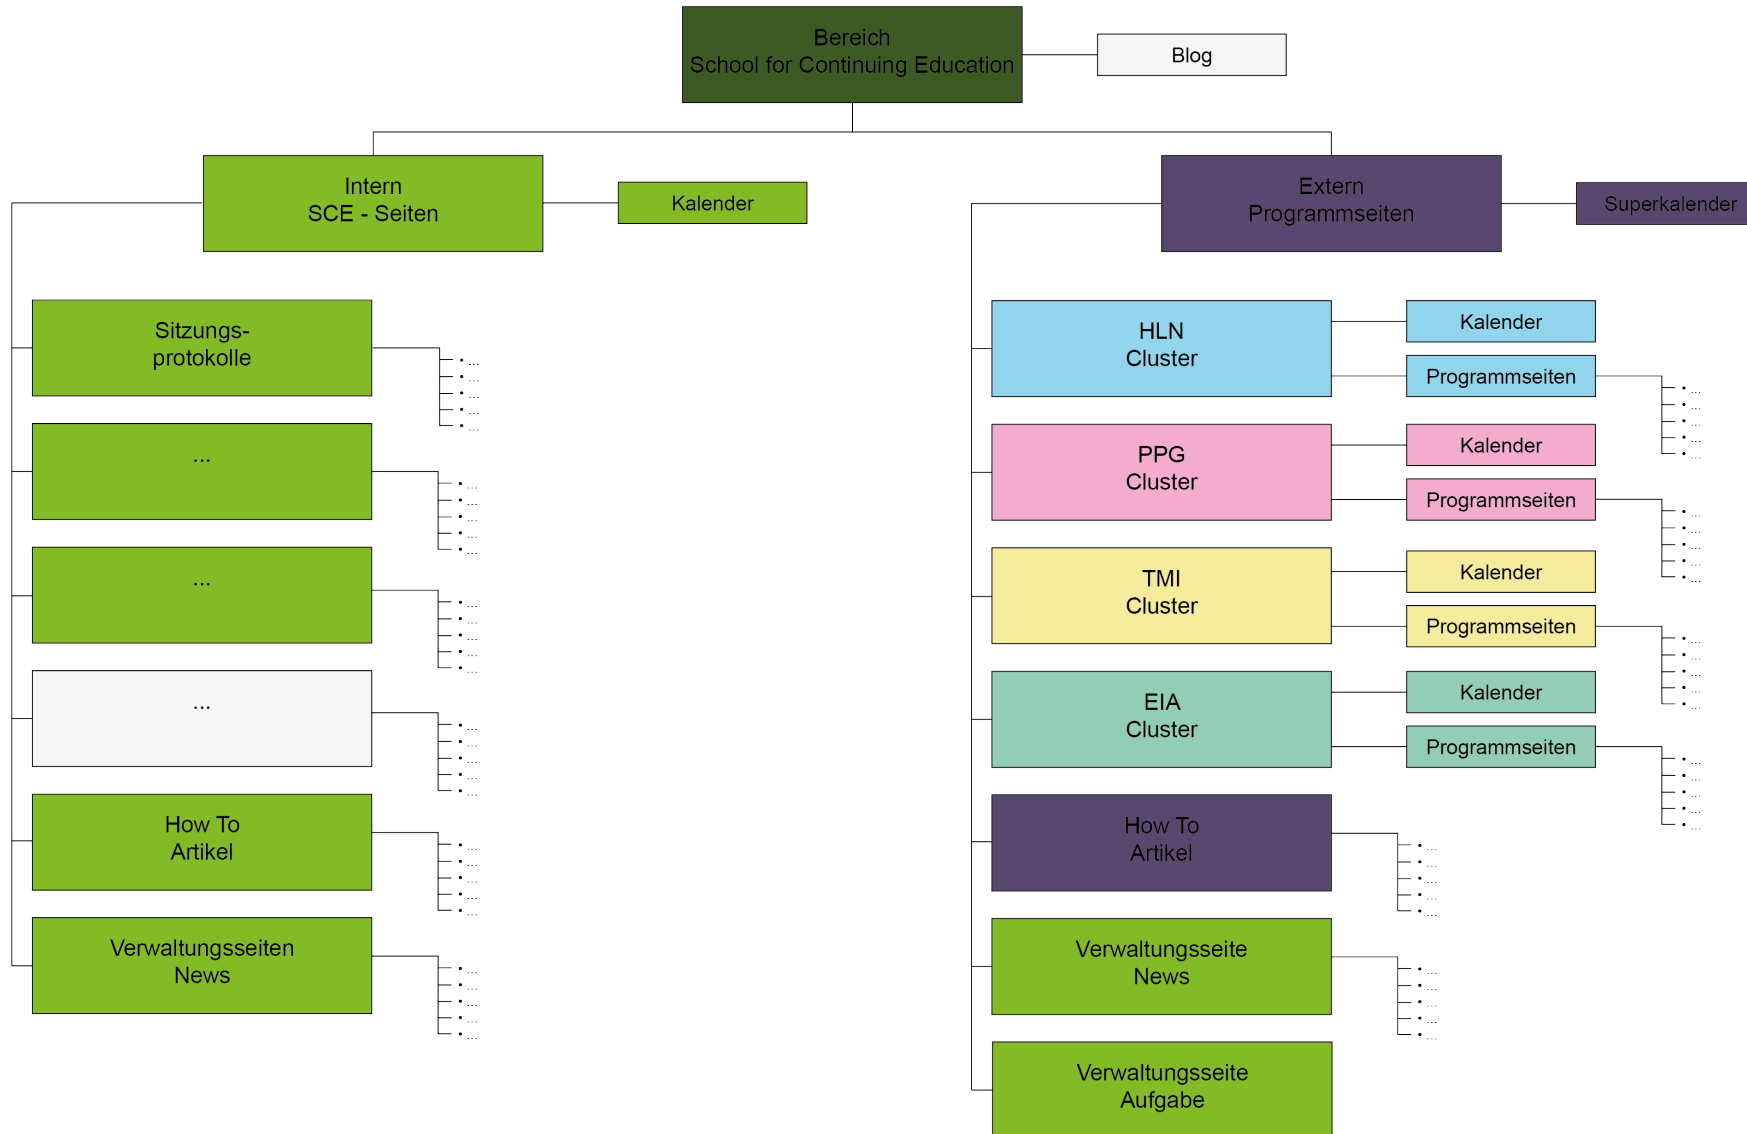 Bereich
School for Continuing Education
Blog
Intern
SCE - Seiten
Kalender
Extern
Programmseiten
Superkalender
Sitzungs-
protokolle
• ...
• ...
• ...
• ...
• ...
...
• ...
• ...
• ...
• ...
• ...
...
• ...
• ...
• ...
• ...
• ...
...
• ...
• ...
• ...
• ...
• ...
How To
Artikel
• ...
• ...
• ...
• ...
• ...
Verwaltungsseiten
News
• ...
• ...
• ...
• ...
• ...
HLN
Cluster
Kalender
Programmseiten
• ...
• ...
• ...
• ...
• ...
PPG
Cluster
Kalender
Programmseiten
• ...
• ...
• ...
• ...
• ...
TMI
Cluster
Kalender
Programmseiten
• ...
• ...
• ...
• ...
• ...
EIA
Cluster
Kalender
Programmseiten
• ...
• ...
• ...
• ...
• ...
How To
Artikel
• ...
• ...
• ...
• ...
• ...
Verwaltungsseite
News
• ...
• ...
• ...
• ...
• ...
Verwaltungsseite
Aufgabe